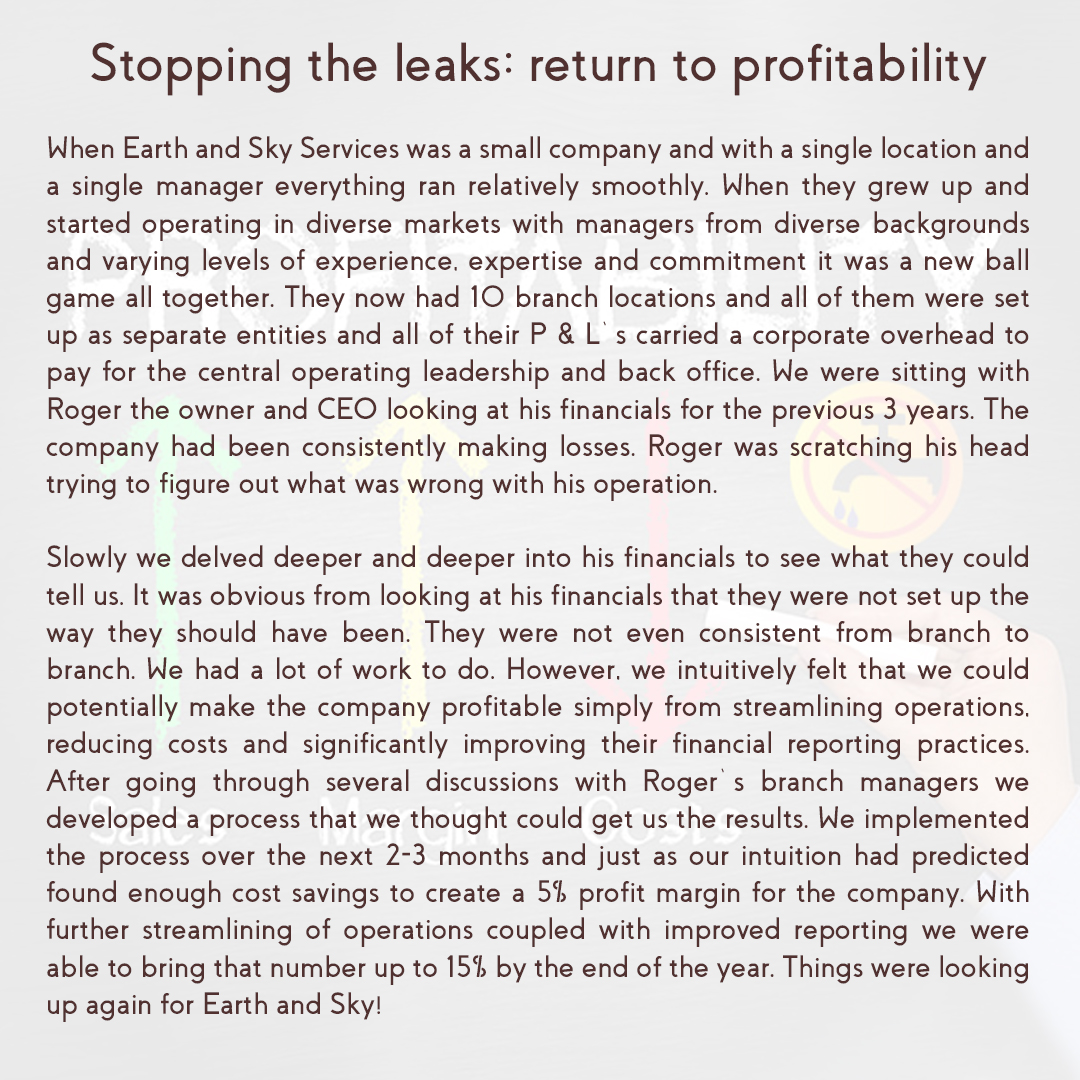 Stopping the leaks: return to profitability
When Earth and Sky Services was a small company and with a single location and
a single manager everything ran relatively smoothly. When they grew up and
started operating in diverse markets with managers from diverse backgrounds
and varying levels of experience, expertise and commitment it was a new ball
game all together. They now had 10 branch locations and all of them were set
up as separate entities and all of their P & L`s carried a corporate overhead to
pay for the central operating leadership and back office. We were sitting with
Roger the owner and CEO looking at his financials for the previous 3 years. The
company had been consistently making losses. Roger was scratching his head
trying to figure out what was wrong with his operation.
Slowly we delved deeper and deeper into his financials to see what they could
tell us. It was obvious from looking at his financials that they were not set up the
way they should have been. They were not even consistent from branch to
branch. We had a lot of work to do. However, we intuitively felt that we could
potentially make the company profitable simply from streamlining operations,
reducing costs and significantly improving their financial reporting practices.
After going through several discussions with Roger`s branch managers we
developed a process that we thought could get us the results. We implemented
the process over the next 2-3 months and just as our intuition had predicted
found enough cost savings to create a 5% profit margin for the company. With
further streamlining of operations coupled with improved reporting we were
able to bring that number up to 15% by the end of the year. Things were looking
up again for Earth and Sky!
PROFITABILITY
Sales Margin Costs